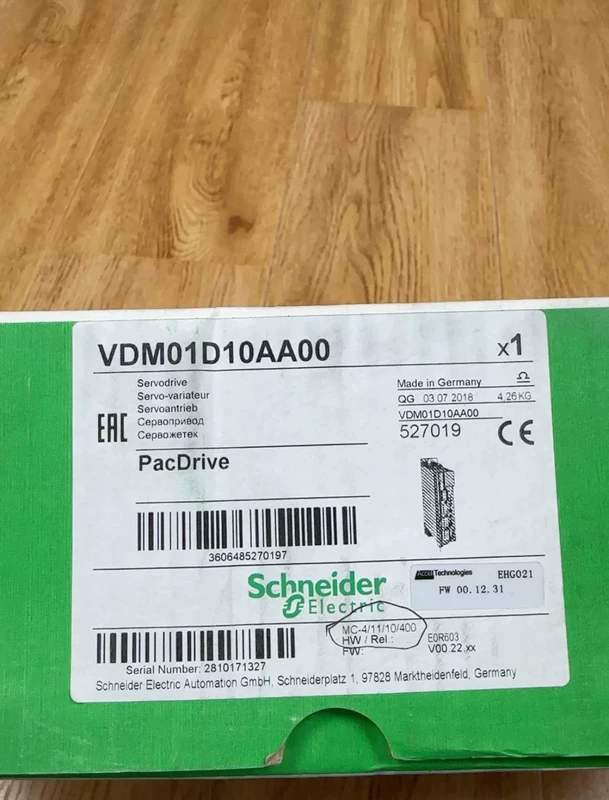 VDM01D10AA00
x1
Servodrive
Servo-variateur
Servoantrieb
Сервопривод
Сервожетек
EAC
PacDrive
Made in Germany
QG 03.07.2018 4,26 KG
VDM01D10AA00
527019
CE
3606485270197
Schneider
Electric
Technologies EHG021
FW 00.12.31
MC-4/11/10/400
HW / Rel.: E0R603
FW: V00.22.xx
Serial Number: 2810171327
Schneider Electric Automation GmbH, Schneiderplatz 1, 97828 Marktheidenfeld, Germany